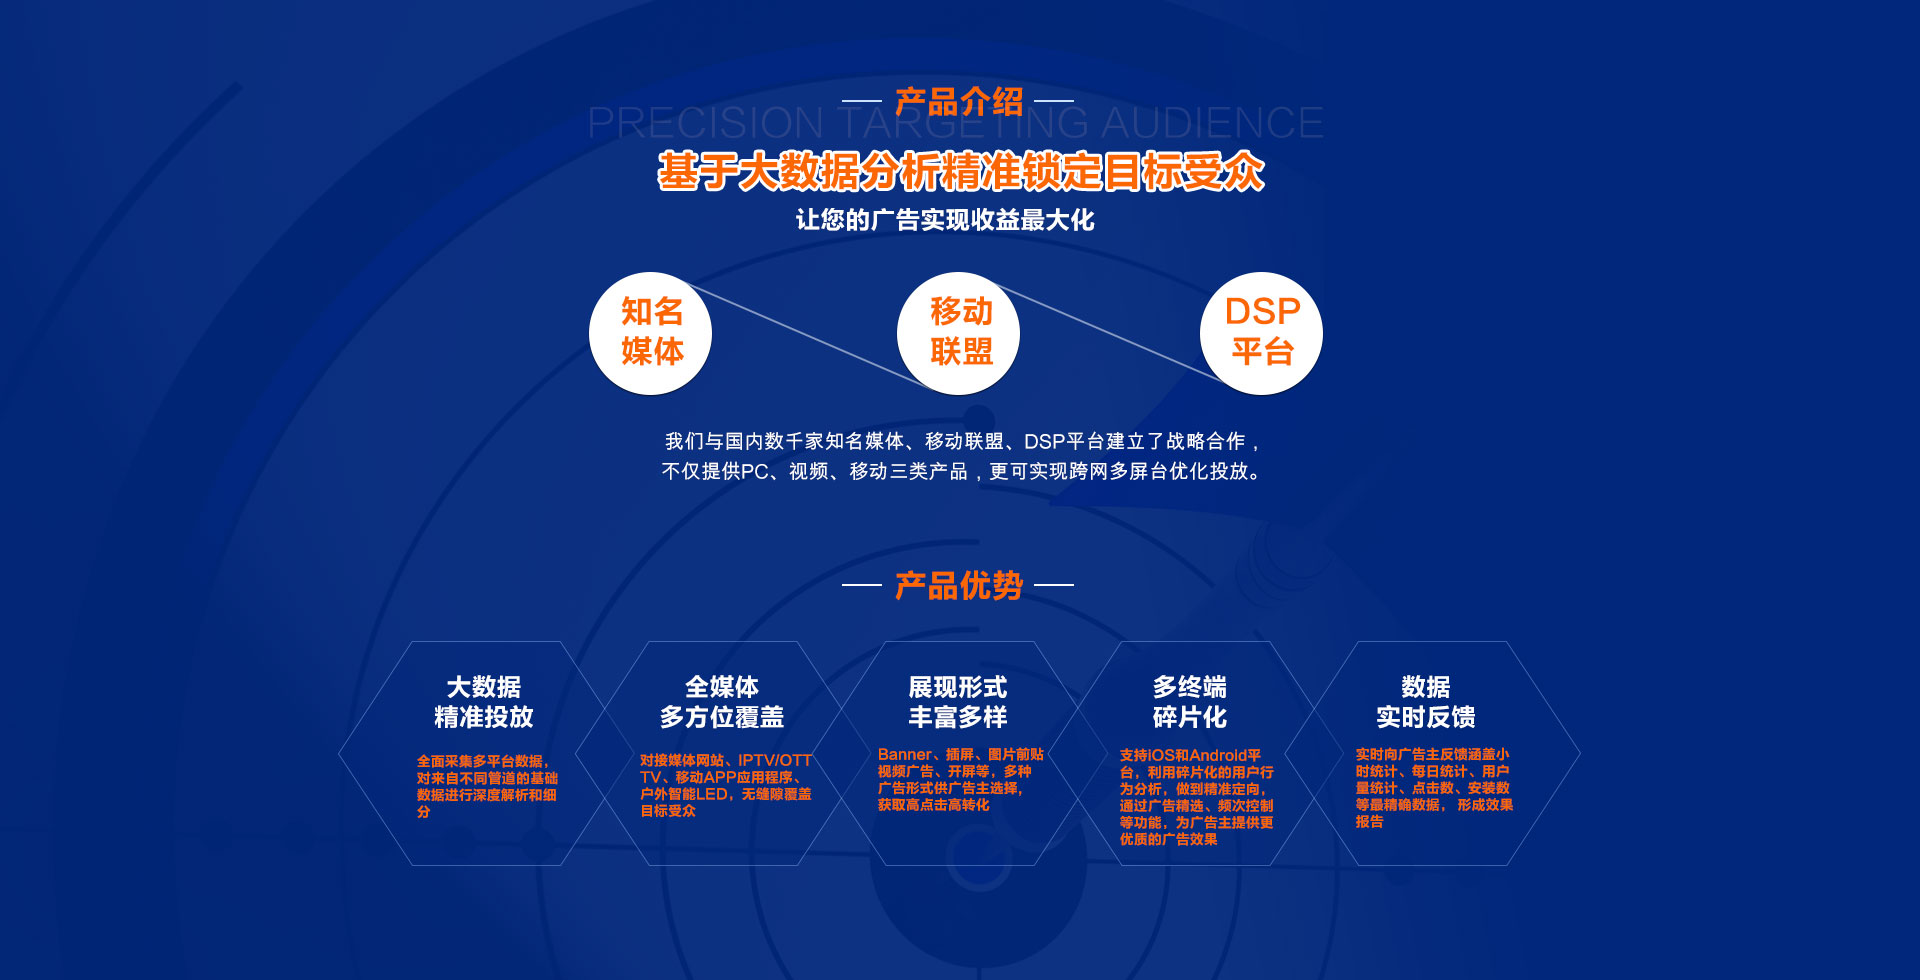 产品介绍
PRECISION TARGETING AUDIENCE
基于大数据分析精准锁定目标受众
让您的广告实现收益最大化
知名
媒体
移动
联盟
DSP
平台
我们与国内数千家知名媒体、移动联盟、DSP平台建立了战略合作，
不仅提供PC、视频、移动三类产品，更可实现跨网多屏台优化投放。
产品优势
大数据
精准投放
全面采集多平台数据，
对来自不同管道的基础
数据进行深度解析和细
分
全媒体
多方位覆盖
对接媒体网站、IPTV/OTT
TV、移动APP应用程序、
户外智能LED，无缝隙覆盖
目标受众
展现形式
丰富多样
Banner、插屏、图片前贴
视频广告、开屏等，多种
广告形式供广告主选择，
获取高点击高转化
多终端
碎片化
支持iOS和Android平
台，利用碎片化的用户行
为分析，做到精准定向，
通过广告精选、频次控制
等功能，为广告主提供更
优质的广告效果
数据
实时反馈
实时向广告主反馈涵盖小
时统计、每日统计、用户
量统计、点击数、安装数
等最精确数据， 形成效果
报告